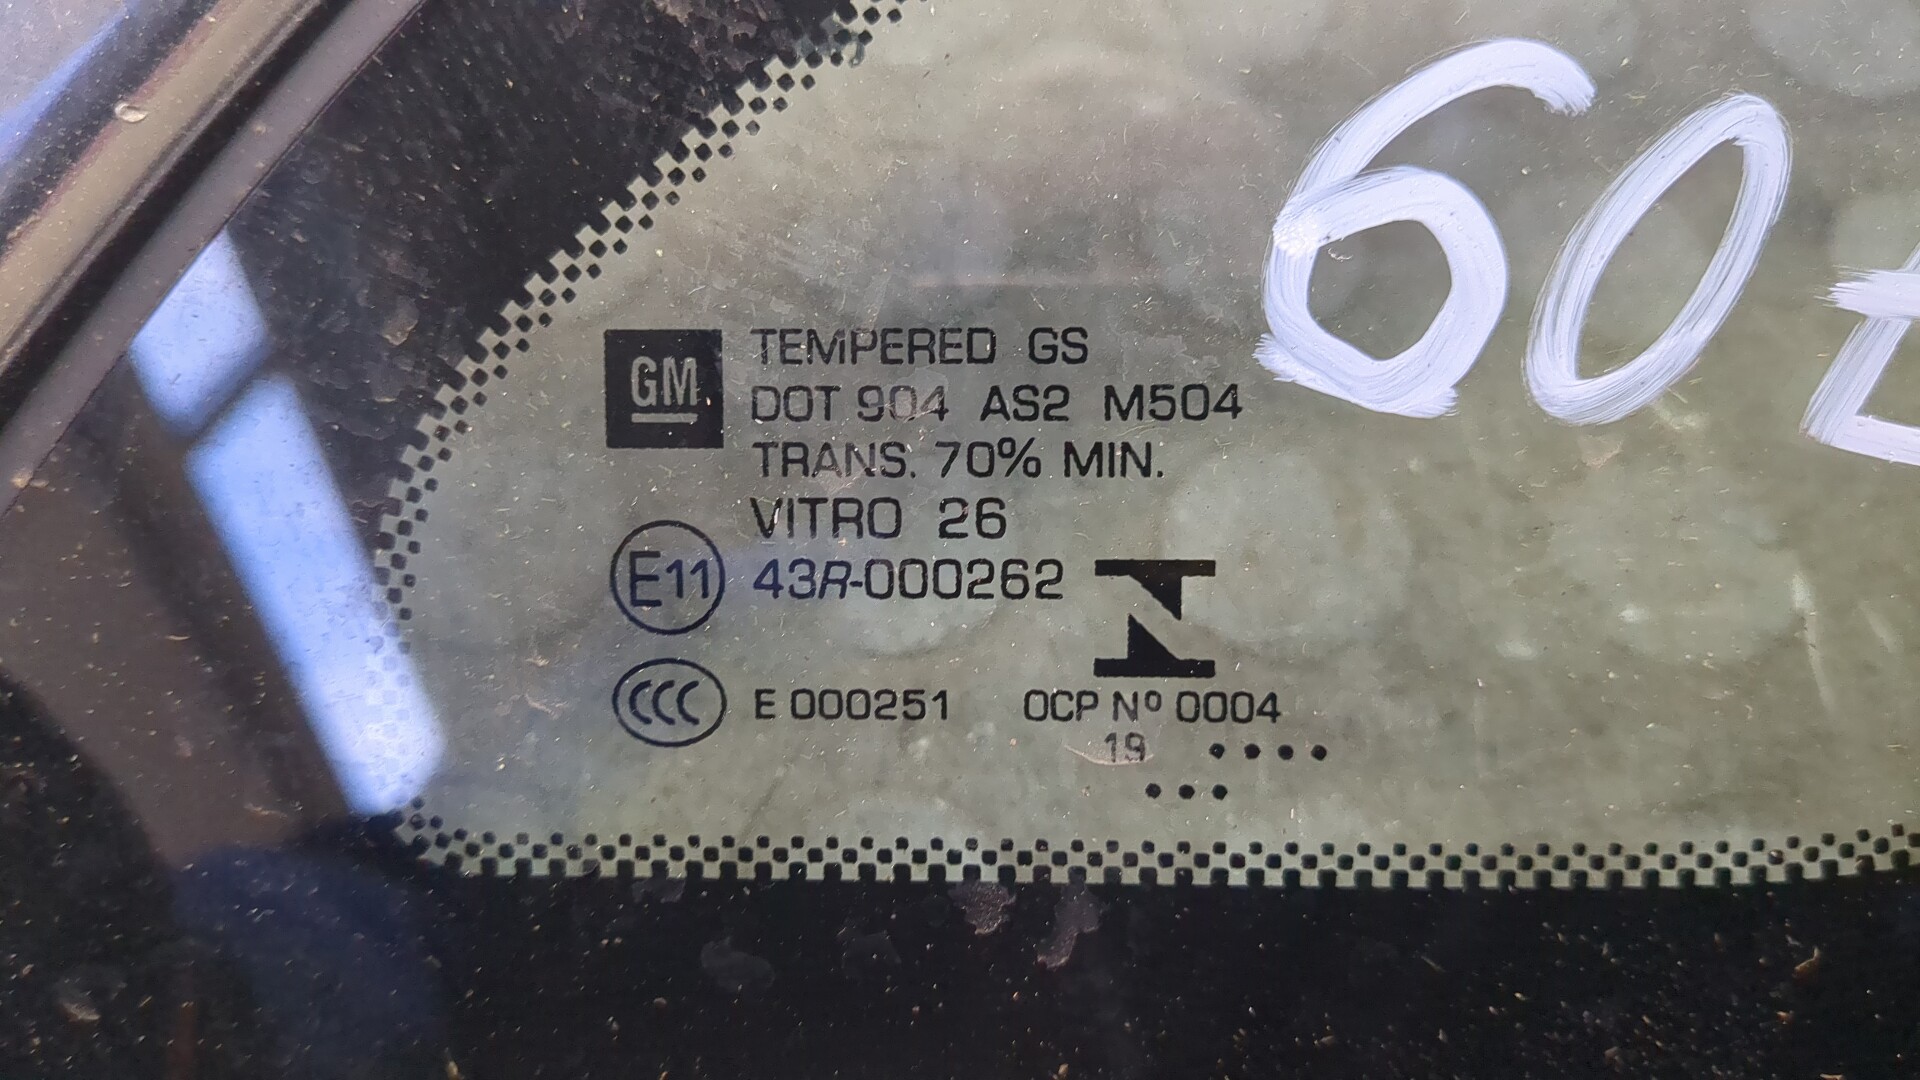 GM
TEMPERED GS
DOT 904 AS2 M504
TRANS. 70% MIN.
VITRO 26
E11 43R-000262
CCC E 000251 OCP Nº 0004
19 ....
...
60